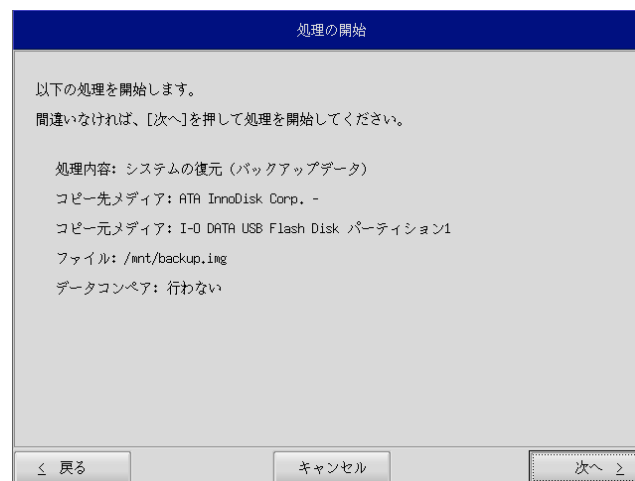 処理の開始
以下の処理を開始します。
間違いなければ、[次へ]を押して処理を開始してください。
処理内容: システムの復元 (バックアップデータ)
コピー先メディア: ATA InnoDisk Corp. -
コピー元メディア: I-O DATA USB Flash Disk パーティション1
ファイル: /mnt/backup.img
データコンペア: 行わない
< 戻る
キャンセル
次へ >